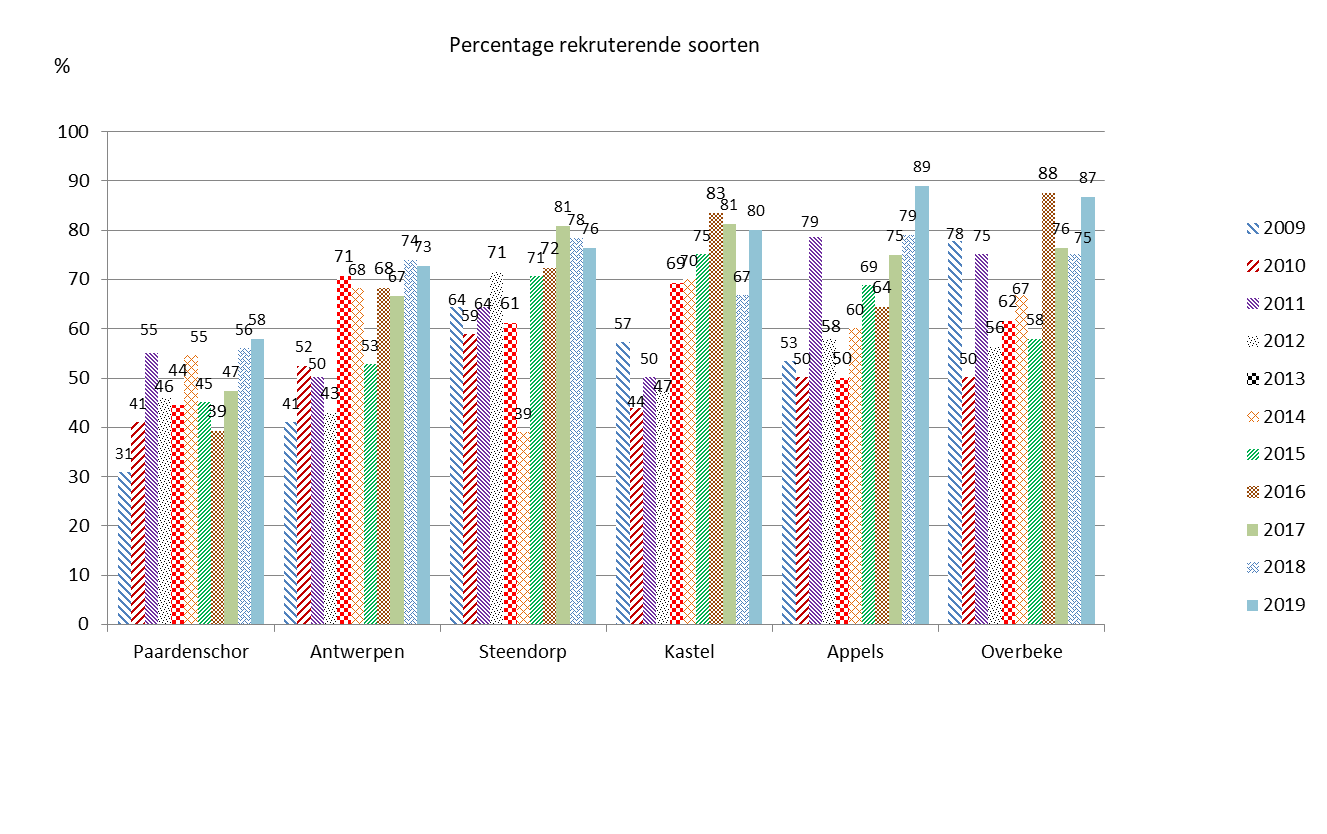 Percentage rekruterende soorten
%
100
90
80
70
60
50
40
30
20
10
0
31 41 55 46 44 55 45 39 47 56 58
41 52 50 43 71 68 53 68 67 74 73
64 59 64 71 61 39 71 72 81 78 76
57 44 50 47 69 70 75 83 81 67 80
53 50 79 58 50 60 69 64 75 79 89
78 50 75 56 62 67 58 88 76 75 87
Paardenschor Antwerpen Steendorp Kastel Appels Overbeke
2009
2010
2011
2012
2013
2014
2015
2016
2017
2018
2019